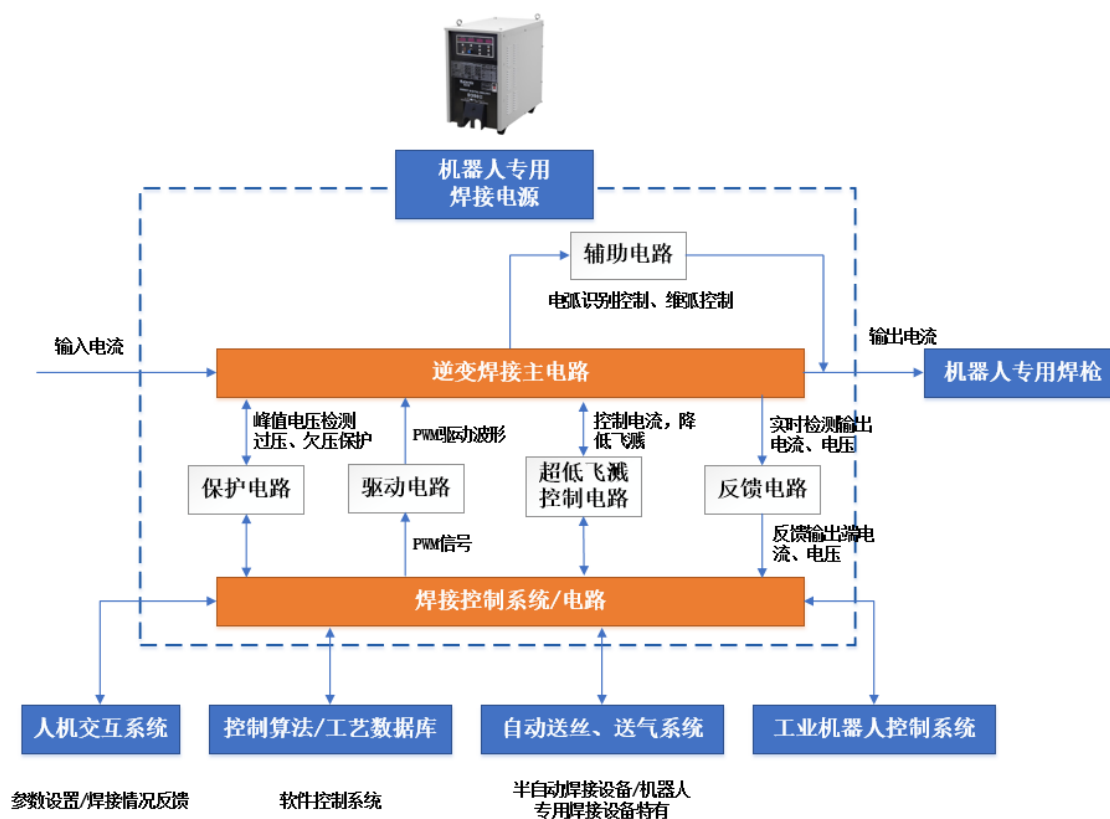 机器人专用
焊接电源
辅助电路
电弧识别控制、维弧控制
输入电流
输出电流
逆变焊接主电路
机器人专用焊枪
峰值电压检测
过压、欠压保护
PWM驱动波形
控制电流，降
低飞溅
实时检测输出
电流、电压
保护电路
驱动电路
超低飞溅
控制电路
反馈电路
PWM信号
反馈输出端电
流、电压
焊接控制系统/电路
人机交互系统
控制算法/工艺数据库
自动送丝、送气系统
工业机器人控制系统
参数设置/焊接情况反馈
软件控制系统
半自动焊接设备/机器人
专用焊接设备特有